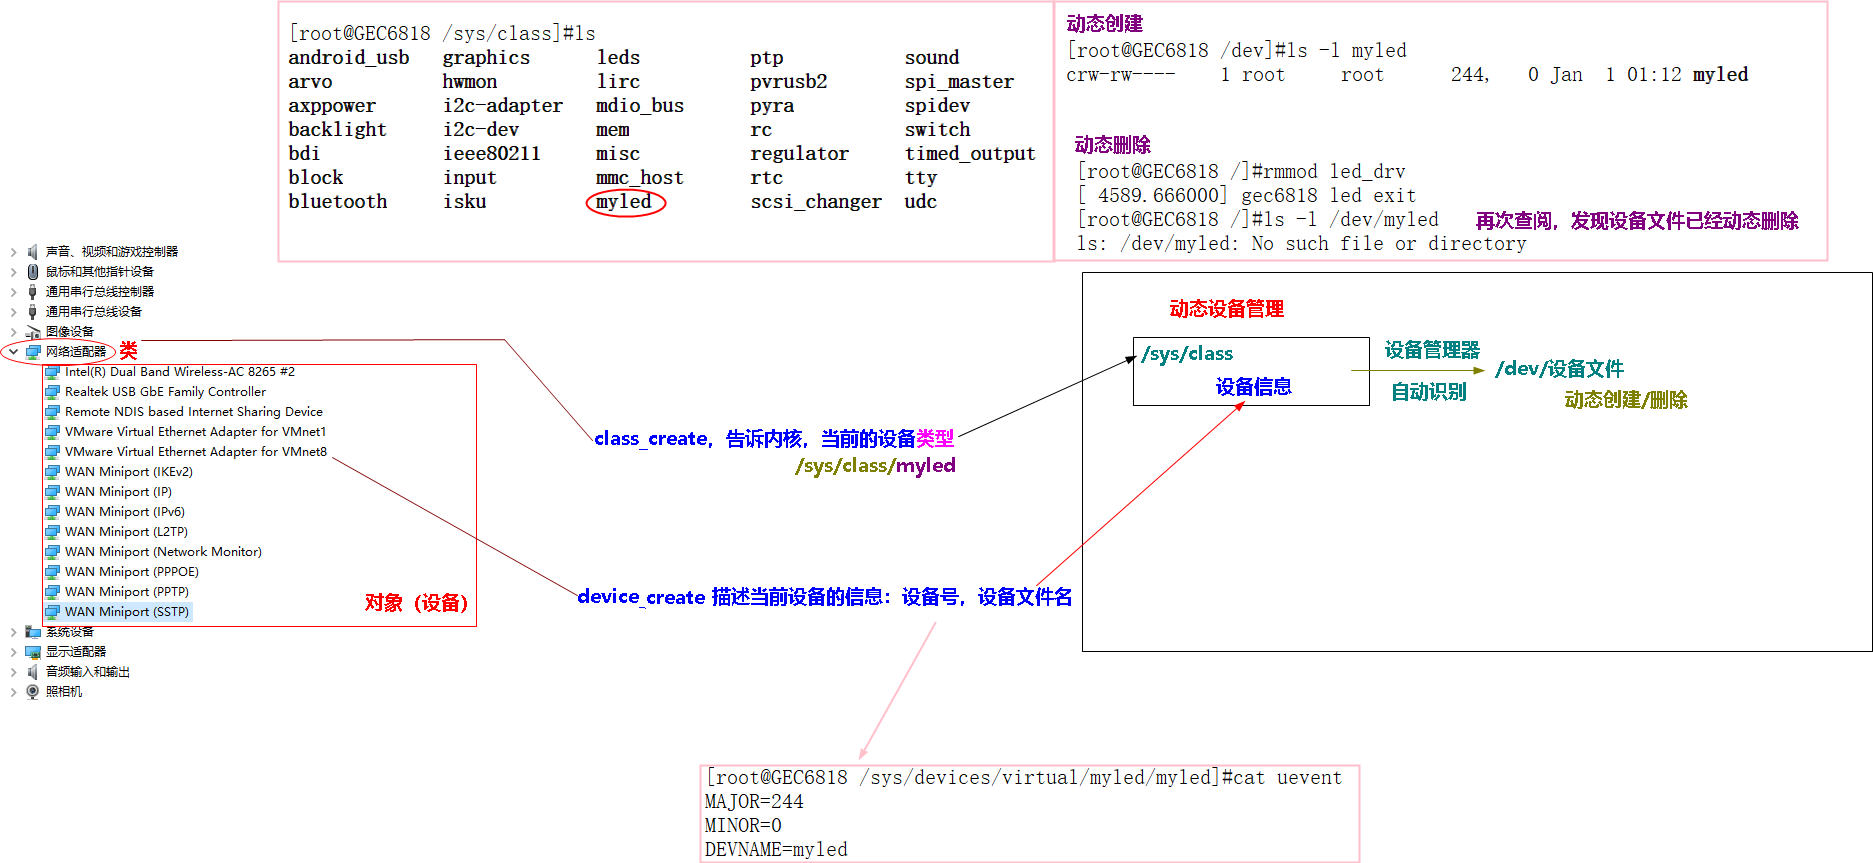 [root@GEC6818 /sys/class]#ls
android_usb graphics leds ptp sound
arvo hwmon lirc pvrusb2 spi_master
axppower i2c-adapter mdio_bus pyra spidev
backlight i2c-dev mem rc switch
bdi ieee80211 misc regulator timed_output
block input mmc_host rtc tty
bluetooth isku myled scsi_changer udc
动态创建
[root@GEC6818 /dev]#ls -l myled
crw-rw---- 1 root root 244, 0 Jan 1 01:12 myled
动态删除
[root@GEC6818 /]#rmmod led_drv
[ 4589.666000] gec6818 led exit
[root@GEC6818 /]#ls -l /dev/myled 再次查阅，发现设备文件已经动态删除
ls: /dev/myled: No such file or directory
声音、视频和游戏控制器
鼠标和其他指针设备
通用串行总线控制器
通用串行总线设备
图像设备
网络适配器 类
Intel(R) Dual Band Wireless-AC 8265 #2
Realtek USB GbE Family Controller
Remote NDIS based Internet Sharing Device
VMware Virtual Ethernet Adapter for VMnet1
VMware Virtual Ethernet Adapter for VMnet8
WAN Miniport (IKEv2)
WAN Miniport (IP)
WAN Miniport (IPv6)
WAN Miniport (L2TP)
WAN Miniport (Network Monitor)
WAN Miniport (PPPOE)
WAN Miniport (PPTP)
WAN Miniport (SSTP)
对象（设备）
系统设备
显示适配器
音频输入和输出
照相机
class_create，告诉内核，当前的设备类型
/sys/class/myled
device_create 描述当前设备的信息：设备号，设备文件名
动态设备管理
/sys/class
设备信息
设备管理器
自动识别
/dev/设备文件
动态创建/删除
[root@GEC6818 /sys/devices/virtual/myled/myled]#cat uevent
MAJOR=244
MINOR=0
DEVNAME=myled